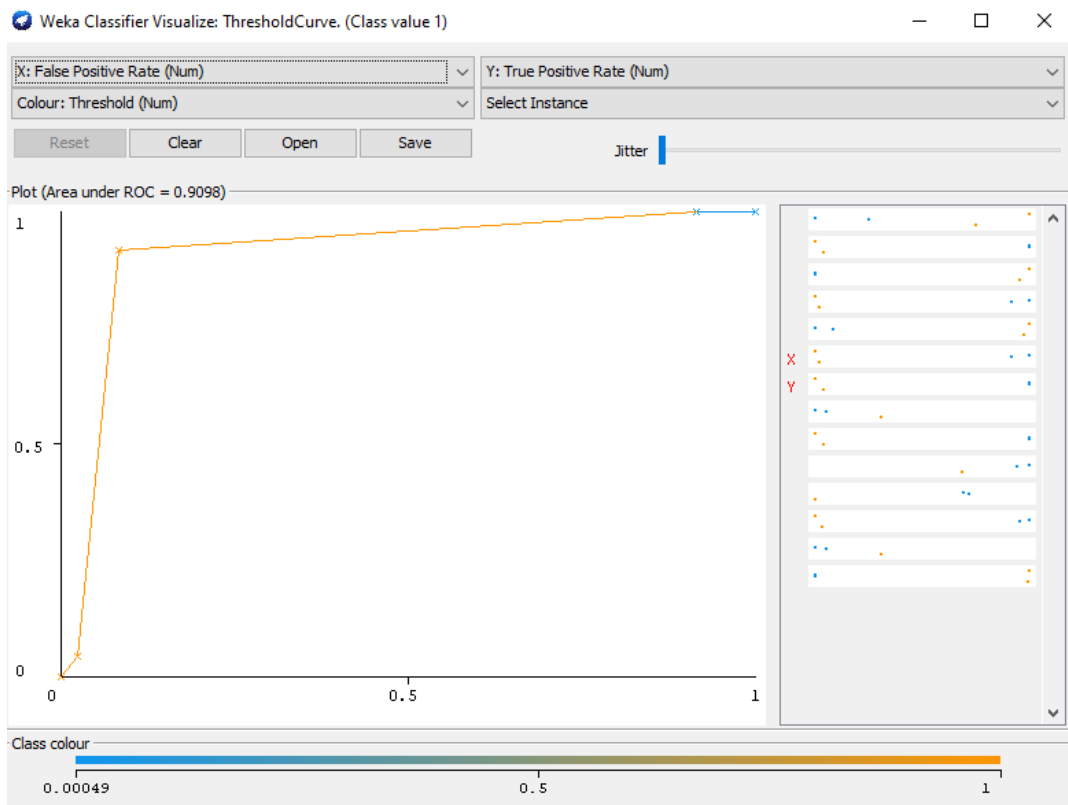 Weka Classifier Visualize: ThresholdCurve. (Class value 1)
X: False Positive Rate (Num)
Y: True Positive Rate (Num)
Colour: Threshold (Num)
Select Instance
Reset
Clear
Open
Save
Jitter
Plot (Area under ROC = 0.9098)
1
0.5
0
0
0.5
1
X
Y
Class colour
0.00049
0.5
1